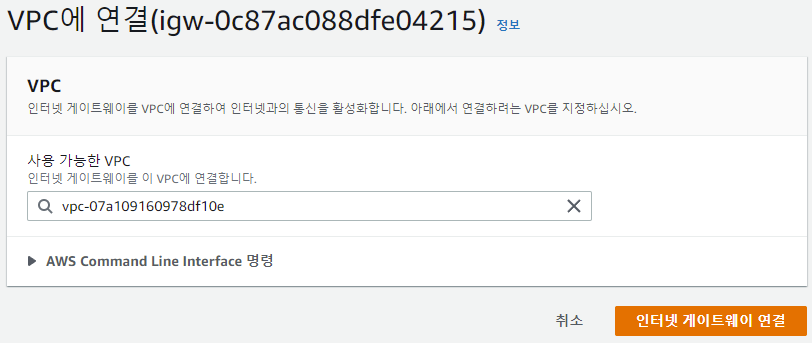 VPC에 연결(igw-0c87ac088dfe04215) 정보
VPC
인터넷 게이트웨이를 VPC에 연결하여 인터넷과의 통신을 활성화합니다. 아래에서 연결하려는 VPC를 지정하십시오.
사용 가능한 VPC
인터넷 게이트웨이를 이 VPC에 연결합니다.
vpc-07a109160978df10e
AWS Command Line Interface 명령
취소 인터넷 게이트웨이 연결